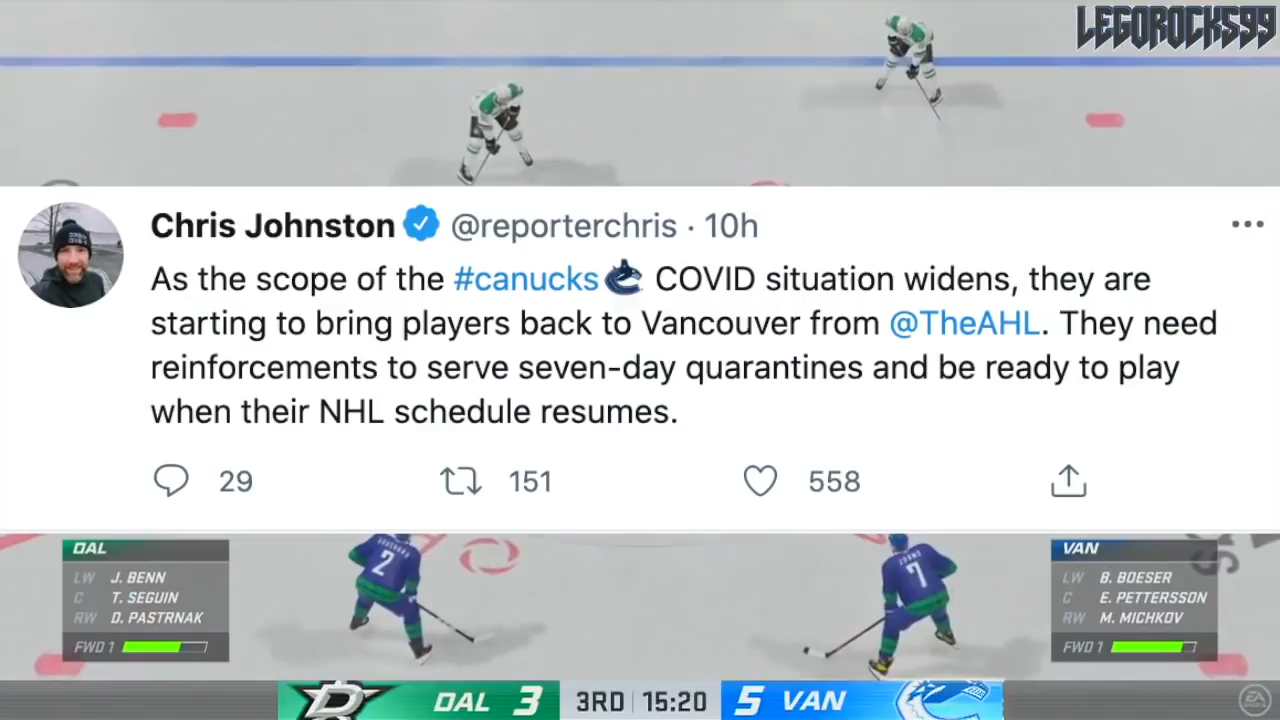 LEGOROCKS99
Chris Johnston @reporterchris · 10h
As the scope of the #canucks COVID situation widens, they are
starting to bring players back to Vancouver from @TheAHL. They need
reinforcements to serve seven-day quarantines and be ready to play
when their NHL schedule resumes.
29 151 558
DAL
LW J. BENN
C T. SEGUIN
RW D. PASTRNAK
FWD 1
2
7
VAN
LW B. BOESER
C E. PETTERSSON
RW M. MICHKOV
FWD 1
DAL 3 3RD 15:20 5 VAN
EA